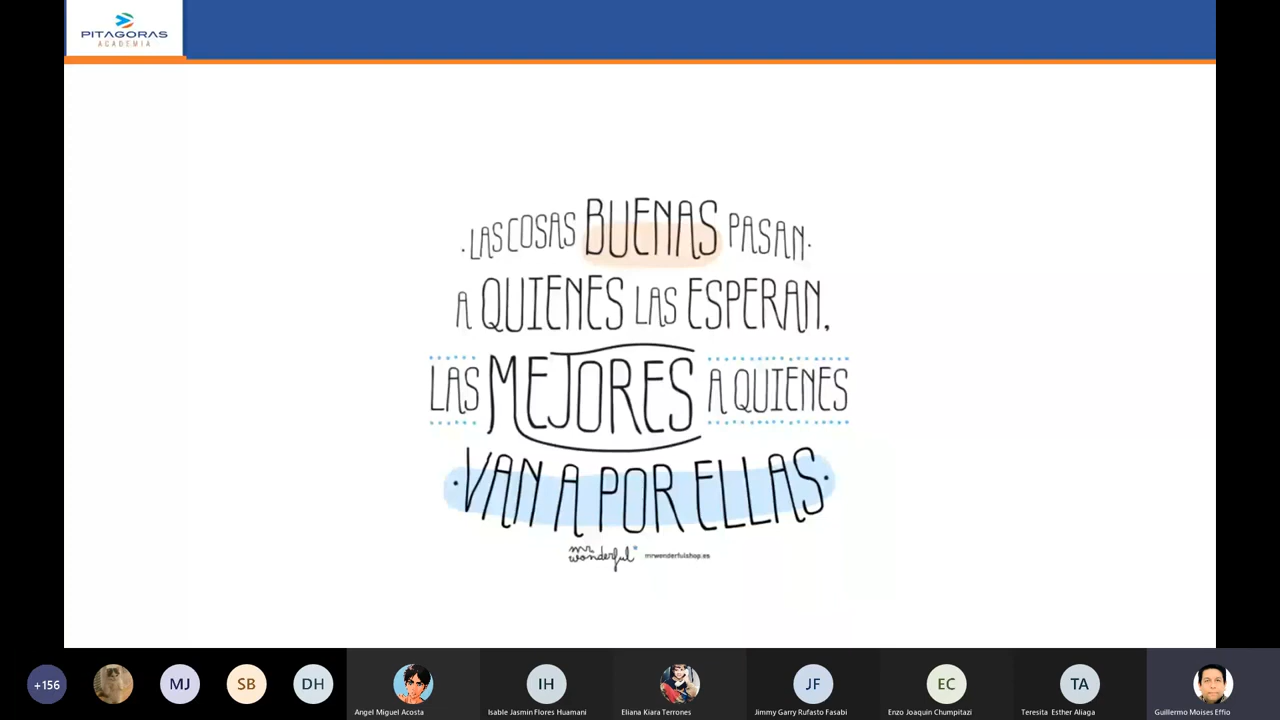 PITAGORAS
ACADEMIA
·LAS COSAS BUENAS PASAN·
A QUIENES LAS ESPERAN,
LAS MEJORES A QUIENES
·VAN A POR ELLAS·
mr. wonderful mrwonderfulshop.es
+156 MJ SB DH IH JF EC TA
Angel Miguel Acosta Isable Jasmin Flores Huamani Eliana Kiara Terrones Jimmy Garry Rufasto Fasabi Enzo Joaquin Chumpitazi Teresita Esther Aliaga Guillermo Moises Effio